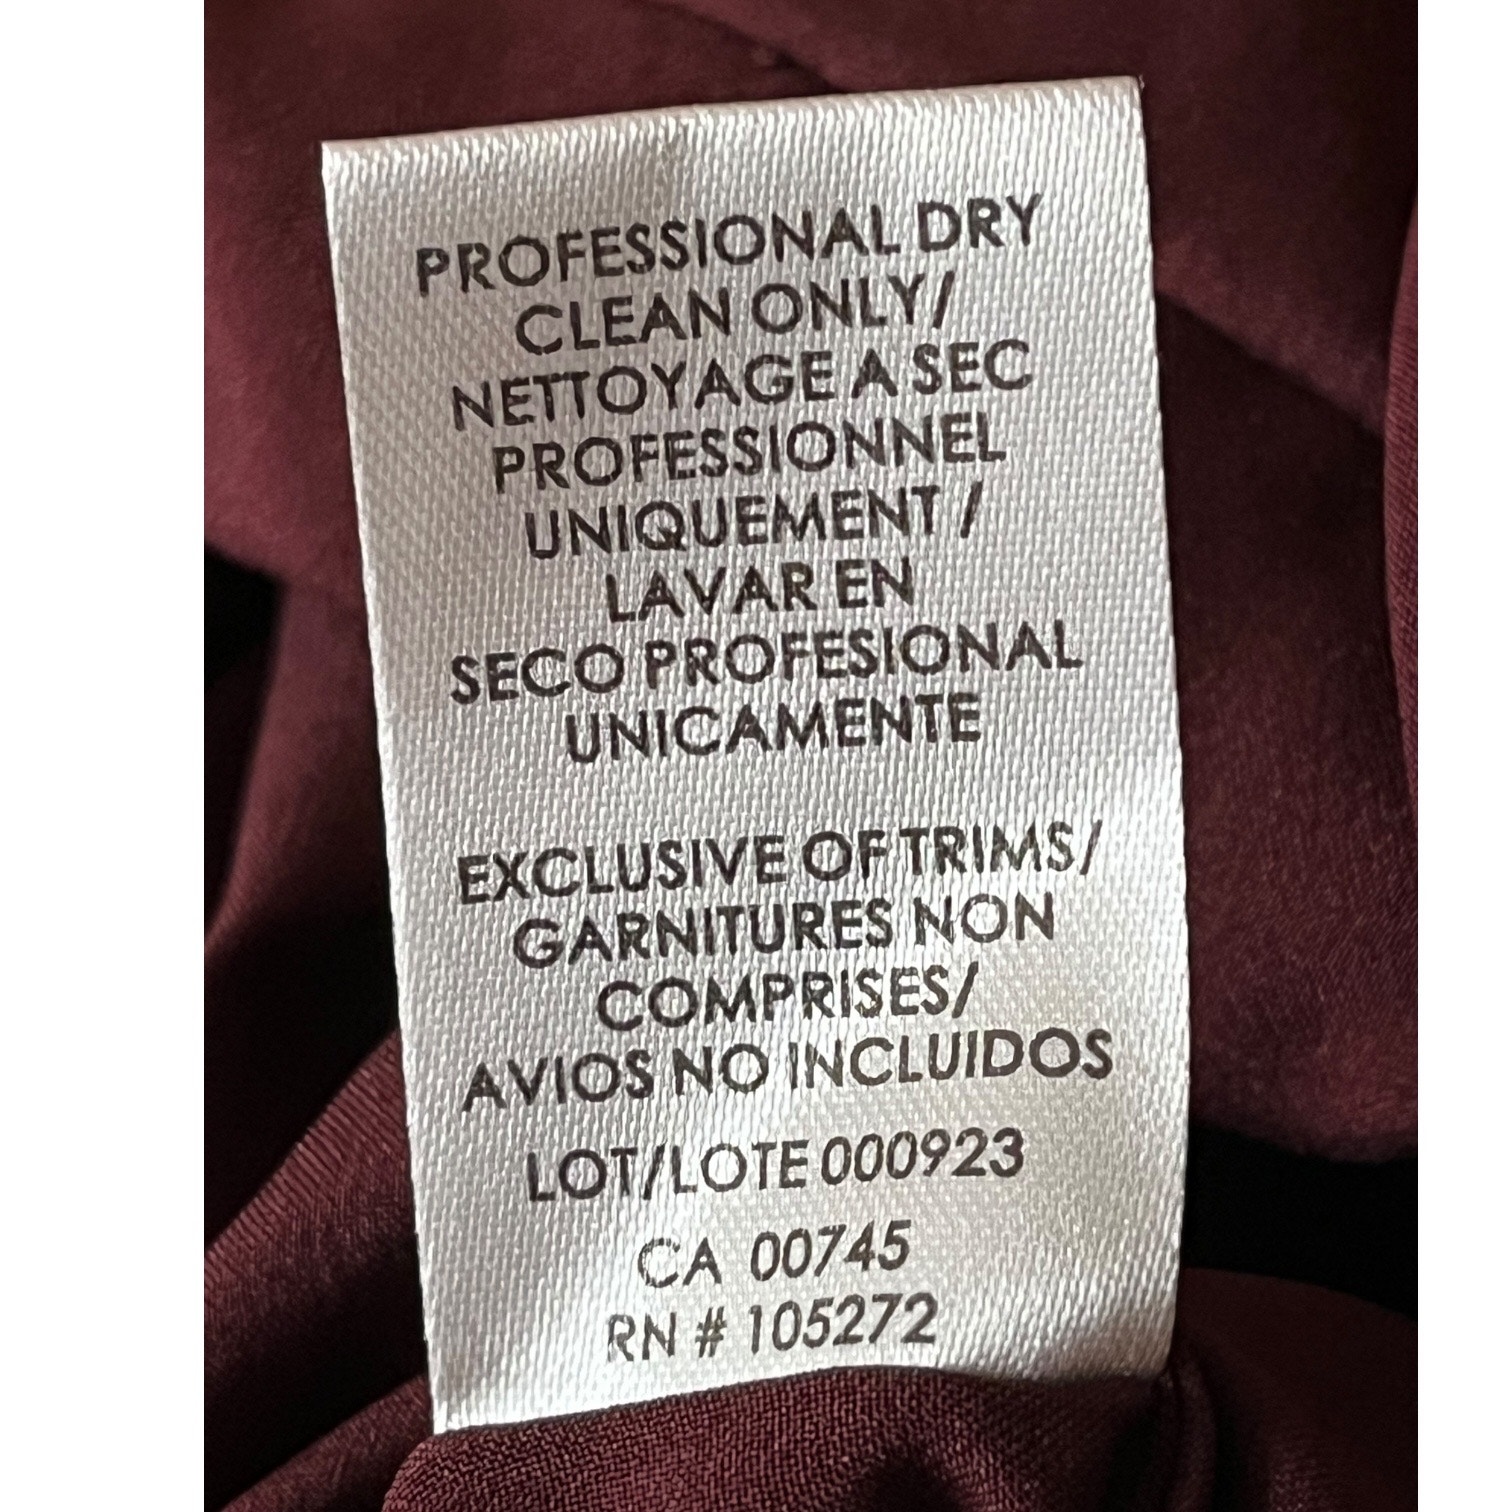 PROFESSIONAL DRY
CLEAN ONLY/
NETTOYAGE A SEC
PROFESSIONNEL
UNIQUEMENT /
LAVAR EN
SECO PROFESIONAL
UNICAMENTE
EXCLUSIVE OF TRIMS/
GARNITURES NON
COMPRISES/
AVIOS NO INCLUIDOS
LOT/LOTE 000923
CA 00745
RN # 105272